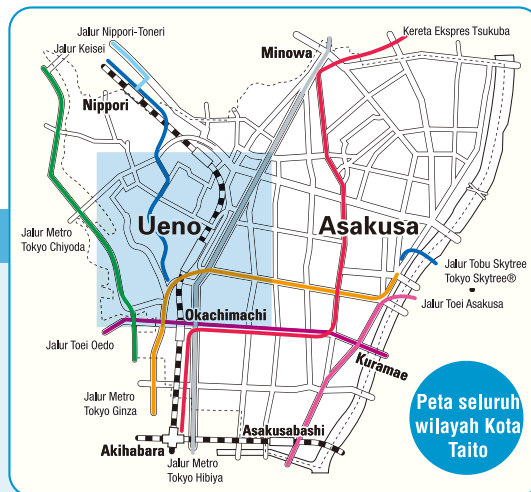 Jalur Nippori-Toneri
Jalur Keisei
Minowa
Kereta Ekspres Tsukuba
Nippori
Ueno
Asakusa
Jalur Metro
Tokyo Chiyoda
Jalur Tobu Skytree
Tokyo Skytree®
Jalur Toei Asakusa
Okachimachi
Jalur Toei Oedo
Kuramae
Jalur Metro
Tokyo Ginza
Peta seluruh
wilayah Kota
Taito
Asakusabashi
Akihabara
Jalur Metro
Tokyo Hibiya